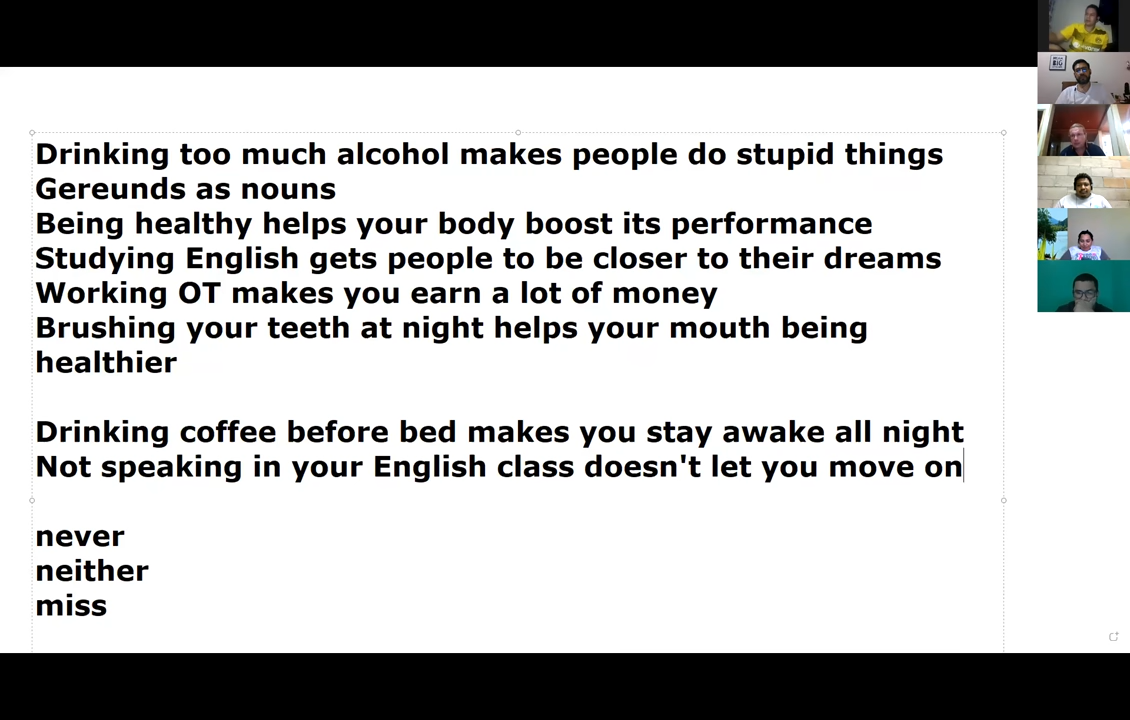 Drinking too much alcohol makes people do stupid things
Gereunds as nouns
Being healthy helps your body boost its performance
Studying English gets people to be closer to their dreams
Working OT makes you earn a lot of money
Brushing your teeth at night helps your mouth being
healthier
Drinking coffee before bed makes you stay awake all night
Not speaking in your English class doesn't let you move on
never
neither
miss